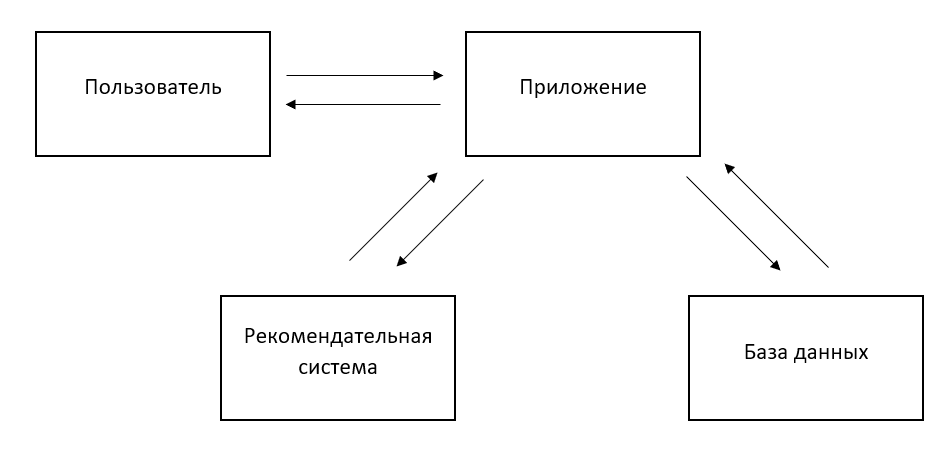 Пользователь
Приложение
Рекомендательная
система
База данных